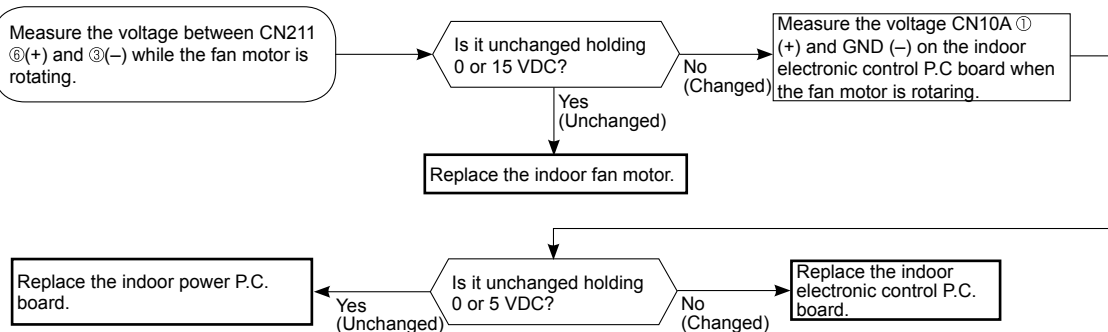 Measure the voltage between CN211
⑥(+) and ③(–) while the fan motor is
rotating.
Is it unchanged holding
0 or 15 VDC?
No
(Changed)
Measure the voltage CN10A ①
(+) and GND (–) on the indoor
electronic control P.C board when
the fan motor is rotaring.
Yes
(Unchanged)
Replace the indoor fan motor.
Is it unchanged holding
0 or 5 VDC?
Yes
(Unchanged)
Replace the indoor power P.C.
board.
No
(Changed)
Replace the indoor
electronic control P.C.
board.